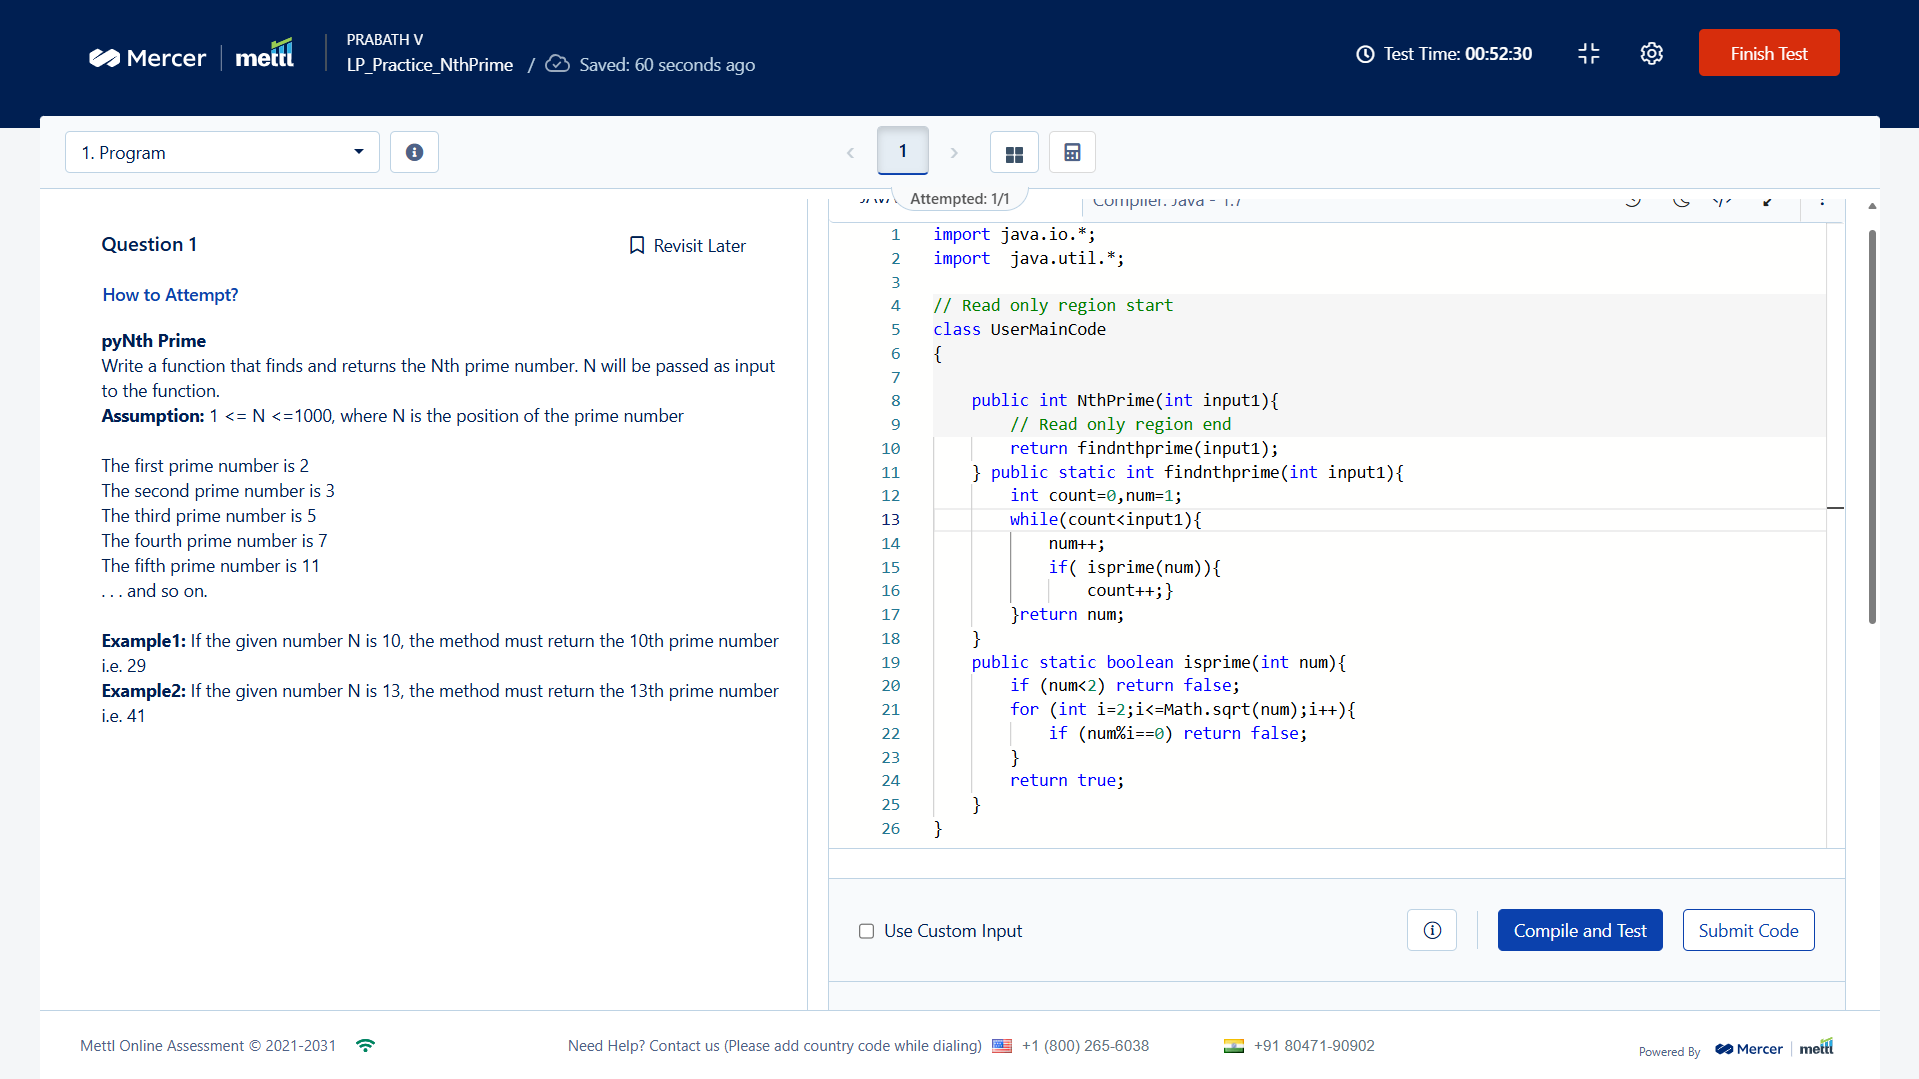 Mercer | mettl
PRABATH V
LP_Practice_NthPrime / Saved: 60 seconds ago
Test Time: 00:52:30
Finish Test
1. Program
1
Attempted: 1/1
Question 1
Revisit Later
How to Attempt?
pyNth Prime
Write a function that finds and returns the Nth prime number. N will be passed as input
to the function.
Assumption: 1 <= N <=1000, where N is the position of the prime number
The first prime number is 2
The second prime number is 3
The third prime number is 5
The fourth prime number is 7
The fifth prime number is 11
. . . and so on.
Example1: If the given number N is 10, the method must return the 10th prime number
i.e. 29
Example2: If the given number N is 13, the method must return the 13th prime number
i.e. 41
Compiler: Java - 1.7
1 import java.io.*;
2 import  java.util.*;
3
4 // Read only region start
5 class UserMainCode
6 {
7
8     public int NthPrime(int input1){
9         // Read only region end
10         return findnthprime(input1);
11     } public static int findnthprime(int input1){
12         int count=0,num=1;
13         while(count<input1){
14             num++;
15             if( isprime(num)){
16                 count++;}
17         }return num;
18     }
19     public static boolean isprime(int num){
20         if (num<2) return false;
21         for (int i=2;i<=Math.sqrt(num);i++){
22             if (num%i==0) return false;
23         }
24         return true;
25     }
26 }
Use Custom Input
Compile and Test
Submit Code
Mettl Online Assessment © 2021-2031
Need Help? Contact us (Please add country code while dialing)
+1 (800) 265-6038
+91 80471-90902
Powered By
Mercer | mettl